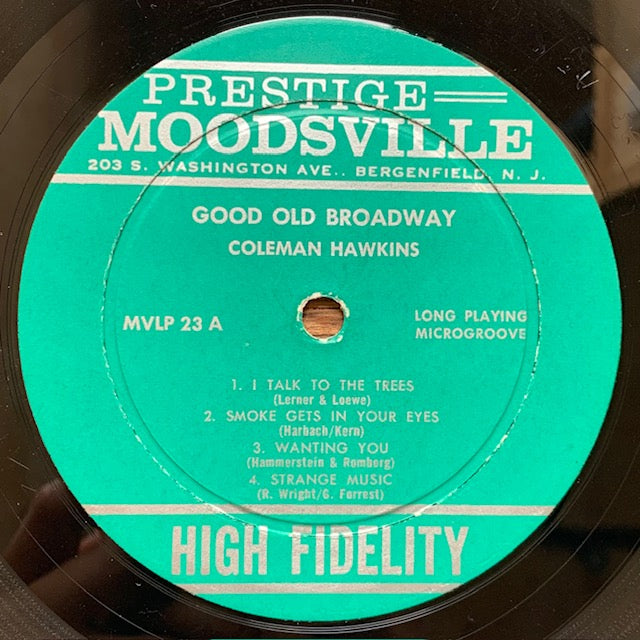 PRESTIGE
MOODSVILLE
203 S. WASHINGTON AVE., BERGENFIELD, N. J.
GOOD OLD BROADWAY
COLEMAN HAWKINS
MVLP 23 A
LONG PLAYING
MICROGROOVE
1. I TALK TO THE TREES
(Lerner & Loewe)
2. SMOKE GETS IN YOUR EYES
(Harbach/Kern)
3. WANTING YOU
(Hammerstein & Romberg)
4. STRANGE MUSIC
(R. Wright/G. Forrest)
HIGH FIDELITY